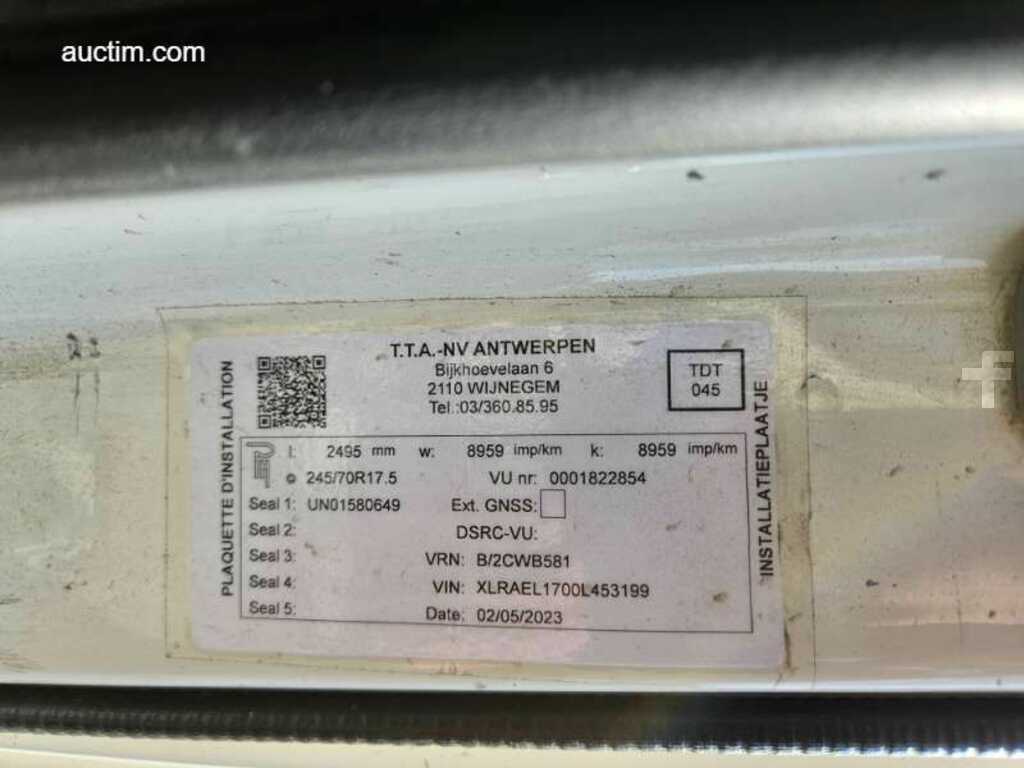 auctim.com
T.T.A.-NV ANTWERPEN
Bijkhoevelaan 6
2110 WIJNEGEM
Tel.:03/360.85.95
TDT
045
PLAQUETTE D'INSTALLATION
l: 2495 mm w: 8959 imp/km k: 8959 imp/km
245/70R17.5 VU nr: 0001822854
Seal 1: UN01580649 Ext. GNSS:
Seal 2: DSRC-VU:
Seal 3: VRN: B/2CWB581
Seal 4: VIN: XLRAEL1700L453199
Seal 5: Date: 02/05/2023
INSTALLATIEPLAATJE
f